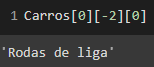 1 Carros[0][-2][0]
'Rodas de liga'